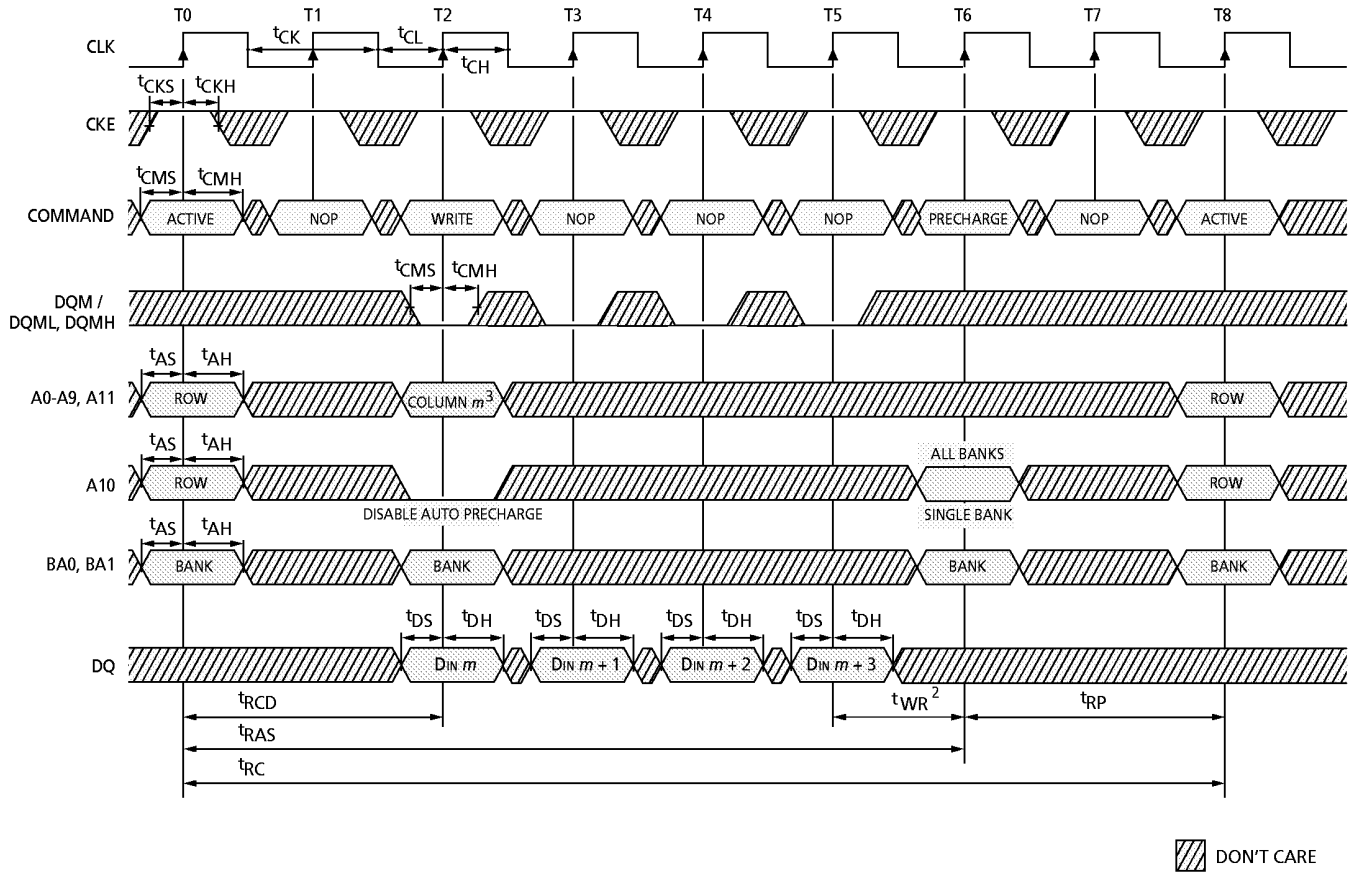 T0 T1 T2 T3 T4 T5 T6 T7 T8
CLK tCK tCL tCH
tCKS tCKH
CKE
tCMS tCMH
COMMAND ACTIVE NOP WRITE NOP NOP NOP PRECHARGE NOP ACTIVE
tCMS tCMH
DQM /
DQML, DQMH
tAS tAH
A0-A9, A11 ROW COLUMN m3 ROW
tAS tAH ALL BANKS
A10 ROW ROW
DISABLE AUTO PRECHARGE SINGLE BANK
tAS tAH
BA0, BA1 BANK BANK BANK BANK
tDS tDH tDS tDH tDS tDH tDS tDH
DQ DIN m DIN m + 1 DIN m + 2 DIN m + 3
tRCD tWR2 tRP
tRAS
tRC
DON'T CARE